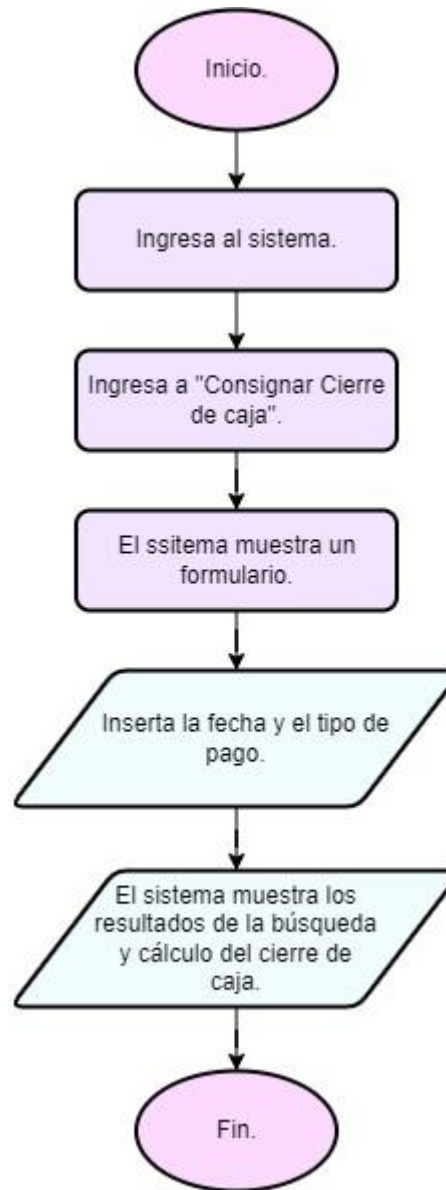 Inicio.
Ingresa al sistema.
Ingresa a "Consignar Cierre
de caja".
El ssitema muestra un
formulario.
Inserta la fecha y el tipo de
pago.
El sistema muestra los
resultados de la búsqueda
y cálculo del cierre de
caja.
Fin.